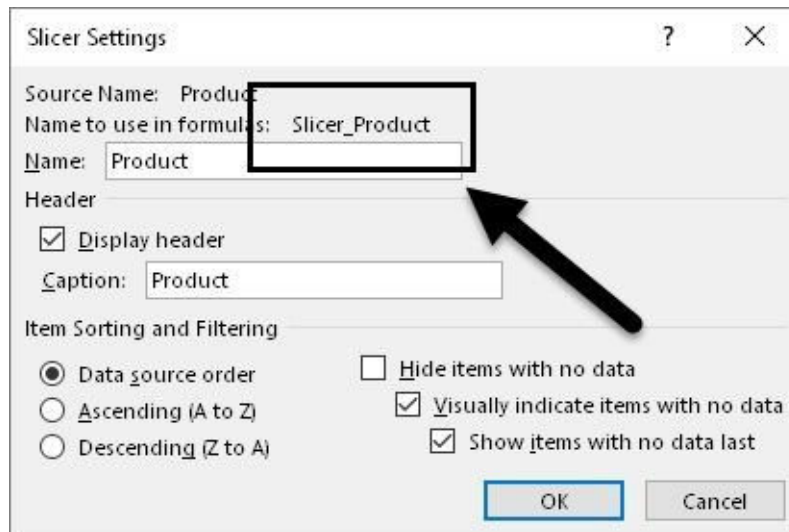 Slicer Settings ? X
Source Name: Product
Name to use in formulas: Slicer_Product
Name: Product
Header
Display header
Caption: Product
Item Sorting and Filtering
Data source order
Hide items with no data
Ascending (A to Z)
Visually indicate items with no data
Descending (Z to A)
Show items with no data last
OK Cancel